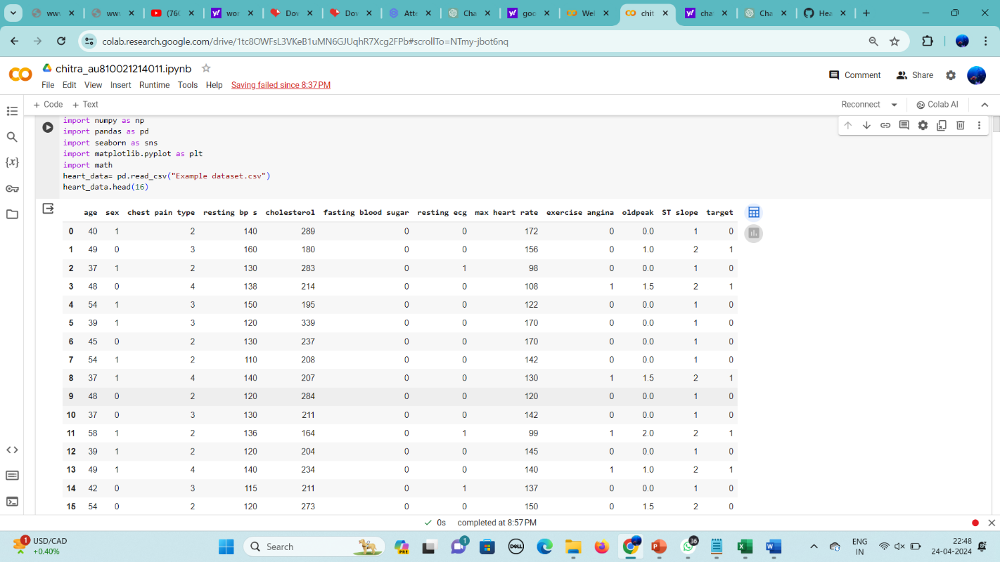 www
www
(76(
wor
Dov
Dov
Atte
Cha
goo
Wel
chit
cha
Cha
Hea
colab.research.google.com/drive/1tc8OWFsL3VKeB1uMN6GJUqhR7Xcg2FPb#scrollTo=NTmy-jbot6nq
chitra_au810021214011.ipynb
Comment Share
File Edit View Insert Runtime Tools Help Saving failed since 8:37 PM
+ Code + Text Reconnect Colab AI
import numpy as np
import pandas as pd
import seaborn as sns
import matplotlib.pyplot as plt
import math
heart_data= pd.read_csv("Example dataset.csv")
heart_data.head(16)
{x}
age sex chest pain type resting bp s cholesterol fasting blood sugar resting ecg max heart rate exercise angina oldpeak ST slope target
0 40 1 2 140 289 0 0 172 0 0.0 1 0
1 49 0 3 160 180 0 0 156 0 1.0 2 1
2 37 1 2 130 283 0 1 98 0 0.0 1 0
3 48 0 4 138 214 0 0 108 1 1.5 2 1
4 54 1 3 150 195 0 0 122 0 0.0 1 0
5 39 1 3 120 339 0 0 170 0 0.0 1 0
6 45 0 2 130 237 0 0 170 0 0.0 1 0
7 54 1 2 110 208 0 0 142 0 0.0 1 0
8 37 1 4 140 207 0 0 130 1 1.5 2 1
9 48 0 2 120 284 0 0 120 0 0.0 1 0
10 37 0 3 130 211 0 0 142 0 0.0 1 0
11 58 1 2 136 164 0 1 99 1 2.0 2 1
12 39 1 2 120 204 0 0 145 0 0.0 1 0
13 49 1 4 140 234 0 0 140 1 1.0 2 1
14 42 0 3 115 211 0 1 137 0 0.0 1 0
15 54 0 2 120 273 0 0 150 0 1.5 2 0
0s completed at 8:57 PM
1
USD/CAD
+0.40%
Search
PRE
1
DELL
36
ENG
IN
22:48
24-04-2024